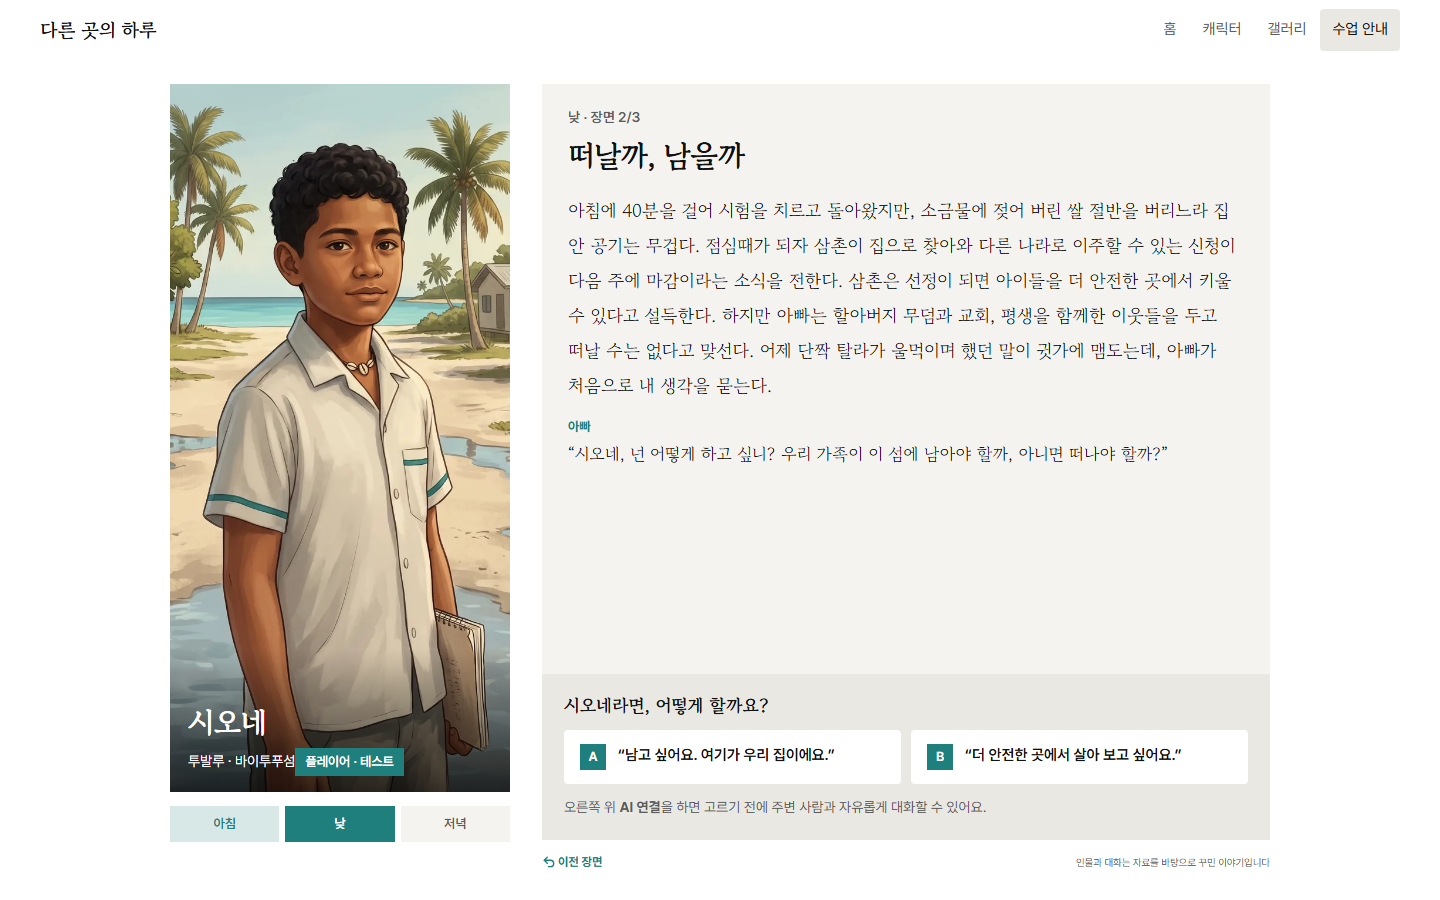 다른 곳의 하루
홈 캐릭터 갤러리 수업 안내
시오네
투발루 · 바이투푸섬 플레이어 · 테스트
아침 낮 저녁
낮 · 장면 2/3
떠날까, 남을까
아침에 40분을 걸어 시험을 치르고 돌아왔지만, 소금물에 젖어 버린 쌀 절반을 버리느라 집
안 공기는 무겁다. 점심때가 되자 삼촌이 집으로 찾아와 다른 나라로 이주할 수 있는 신청이
다음 주에 마감이라는 소식을 전한다. 삼촌은 선정이 되면 아이들을 더 안전한 곳에서 키울
수 있다고 설득한다. 하지만 아빠는 할아버지 무덤과 교회, 평생을 함께한 이웃들을 두고
떠날 수는 없다고 맞선다. 어제 단짝 탈라가 울먹이며 했던 말이 귓가에 맴도는데, 아빠가
처음으로 내 생각을 묻는다.
아빠
“시오네, 넌 어떻게 하고 싶니? 우리 가족이 이 섬에 남아야 할까, 아니면 떠나야 할까?”
시오네라면, 어떻게 할까요?
A “남고 싶어요. 여기가 우리 집이에요.”
B “더 안전한 곳에서 살아 보고 싶어요.”
오른쪽 위 AI 연결을 하면 고르기 전에 주변 사람과 자유롭게 대화할 수 있어요.
이전 장면
인물과 대화는 자료를 바탕으로 꾸민 이야기입니다